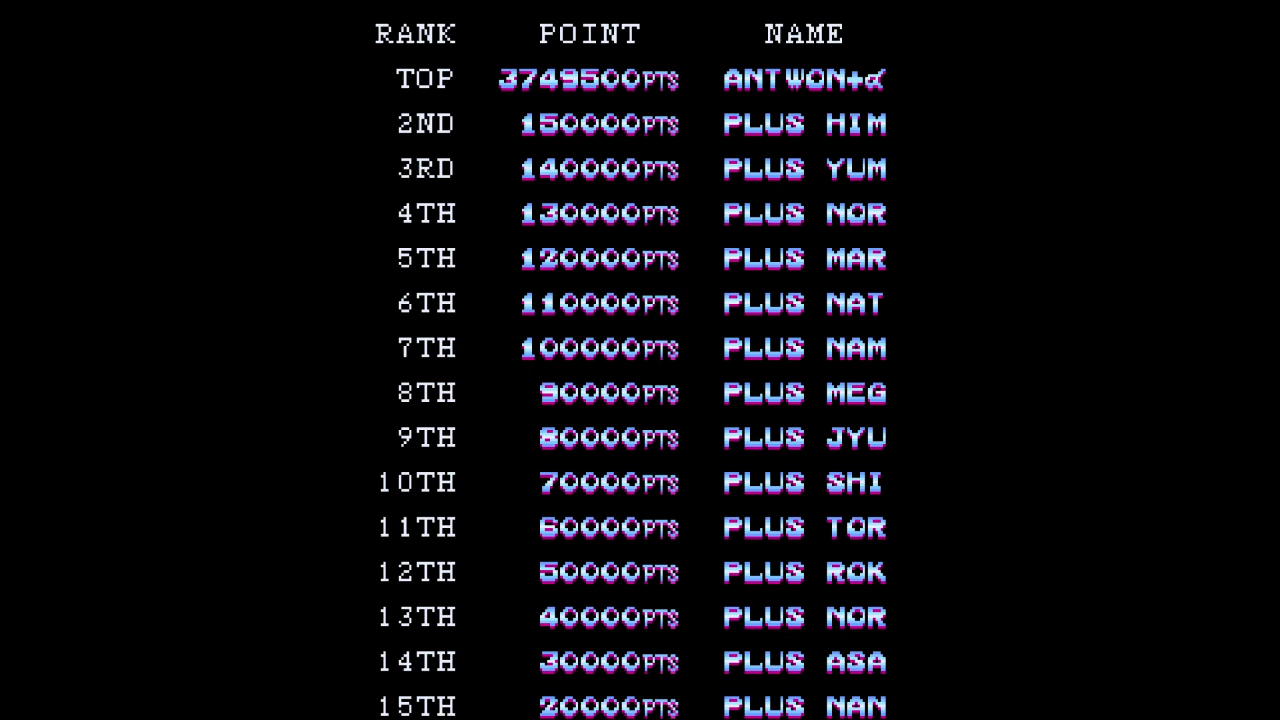 RANK POINT NAME
TOP 3749500PTS ANTWON+α
2ND 150000PTS PLUS HIM
3RD 140000PTS PLUS YUM
4TH 130000PTS PLUS NOR
5TH 120000PTS PLUS MAR
6TH 110000PTS PLUS NAT
7TH 100000PTS PLUS NAM
8TH 90000PTS PLUS MEG
9TH 80000PTS PLUS JYU
10TH 70000PTS PLUS SHI
11TH 60000PTS PLUS TOR
12TH 50000PTS PLUS ROK
13TH 40000PTS PLUS NOR
14TH 30000PTS PLUS ASA
15TH 20000PTS PLUS NAN